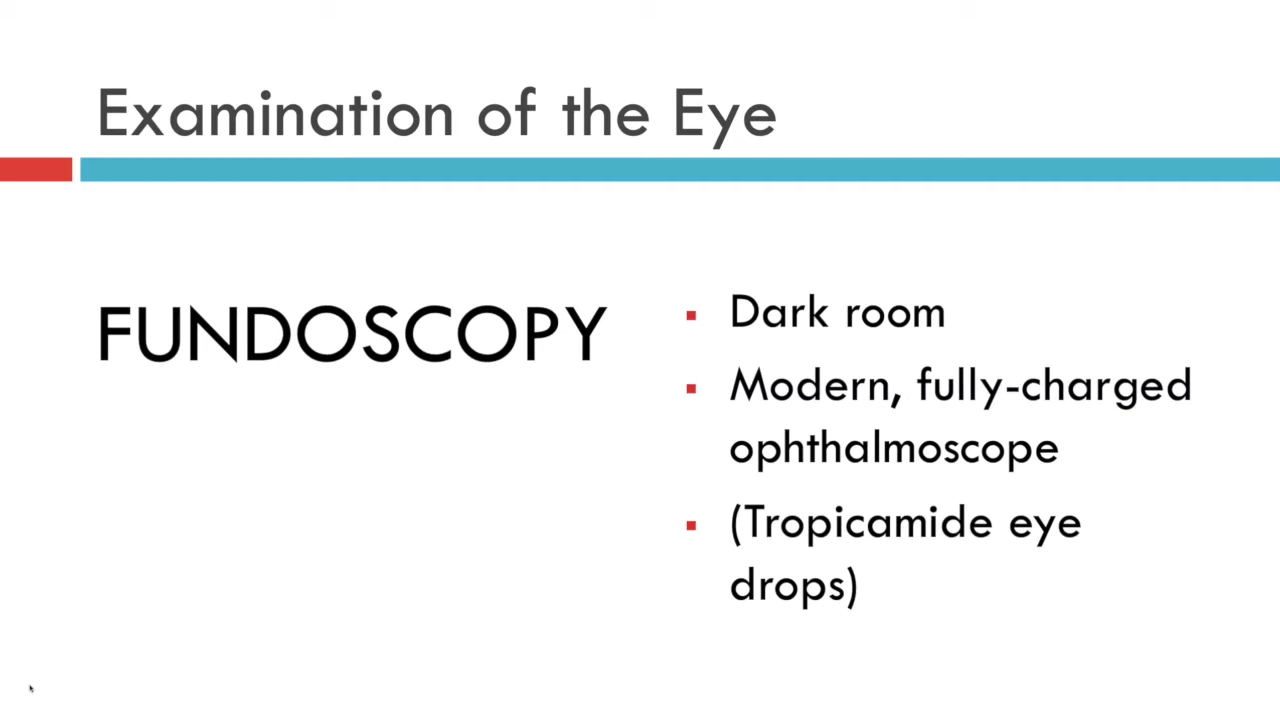 Examination of the Eye
FUNDOSCOPY
Dark room
Modern, fully-charged
ophthalmoscope
(Tropicamide eye
drops)